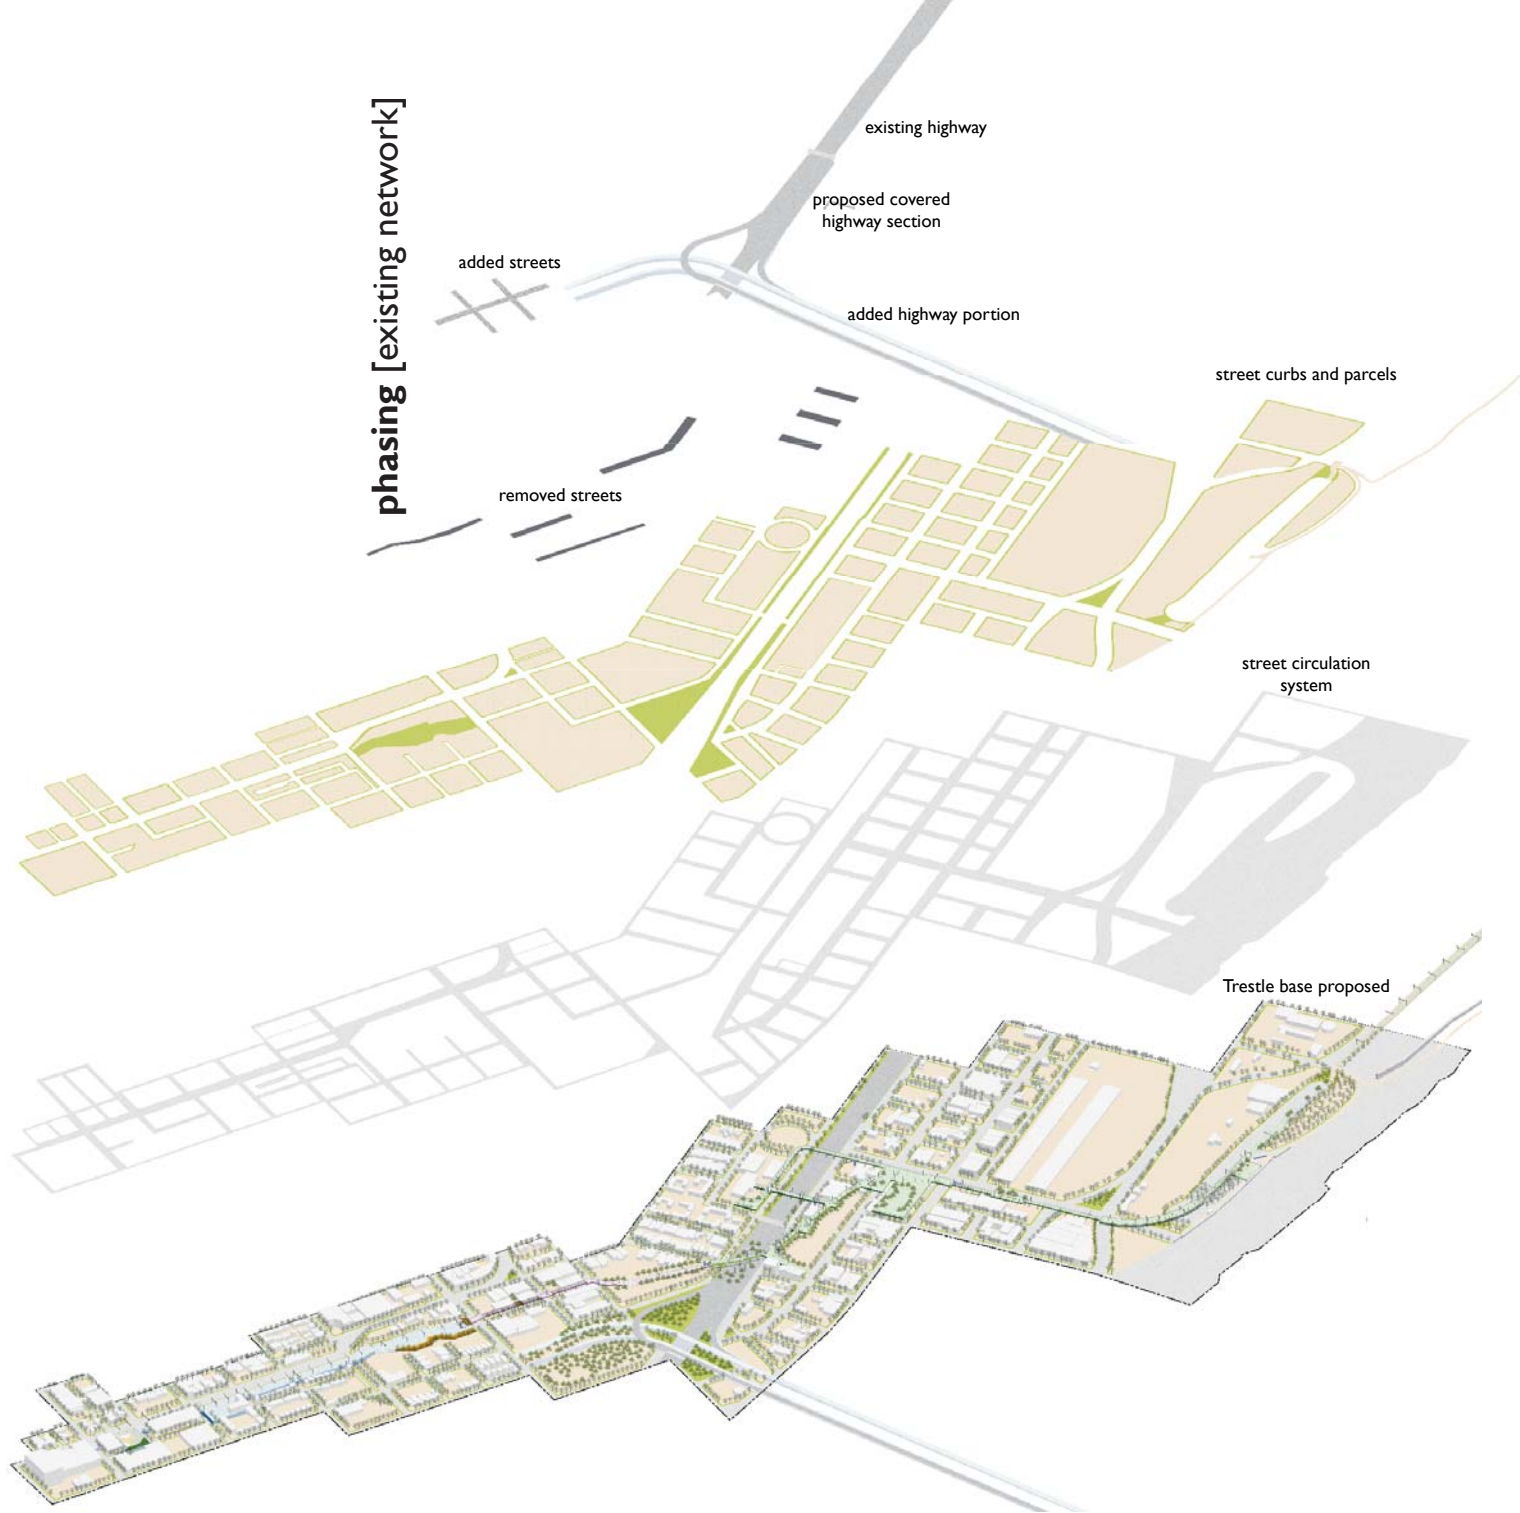 phasing [existing network]
existing highway
proposed covered
highway section
added streets
added highway portion
street curbs and parcels
removed streets
street circulation
system
Trestle base proposed